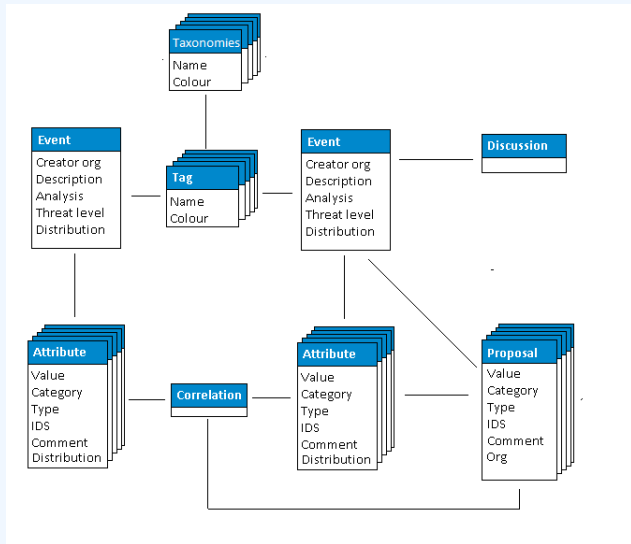 Taxonomies
Name
Colour
Event
Creator org
Description
Analysis
Threat level
Distribution
Tag
Name
Colour
Event
Creator org
Description
Analysis
Threat level
Distribution
Discussion
Attribute
Value
Category
Type
IDS
Comment
Distribution
Correlation
Attribute
Value
Category
Type
IDS
Comment
Distribution
Proposal
Value
Category
Type
IDS
Comment
Org